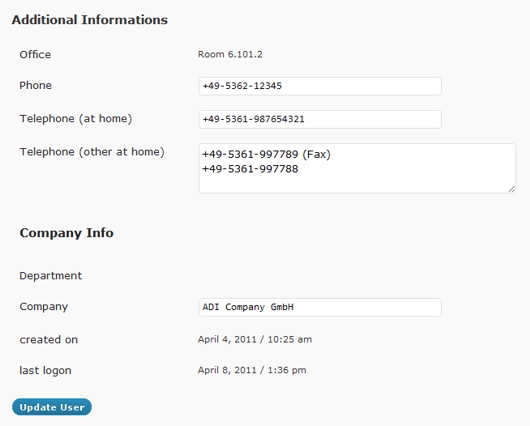 Additional Informations
Office Room 6.101.2
Phone +49-5362-12345
Telephone (at home) +49-5361-987654321
Telephone (other at home) +49-5361-997789 (Fax)
+49-5361-997788
Company Info
Department
Company ADI Company GmbH
created on April 4, 2011 / 10:25 am
last logon April 8, 2011 / 1:36 pm
Update User